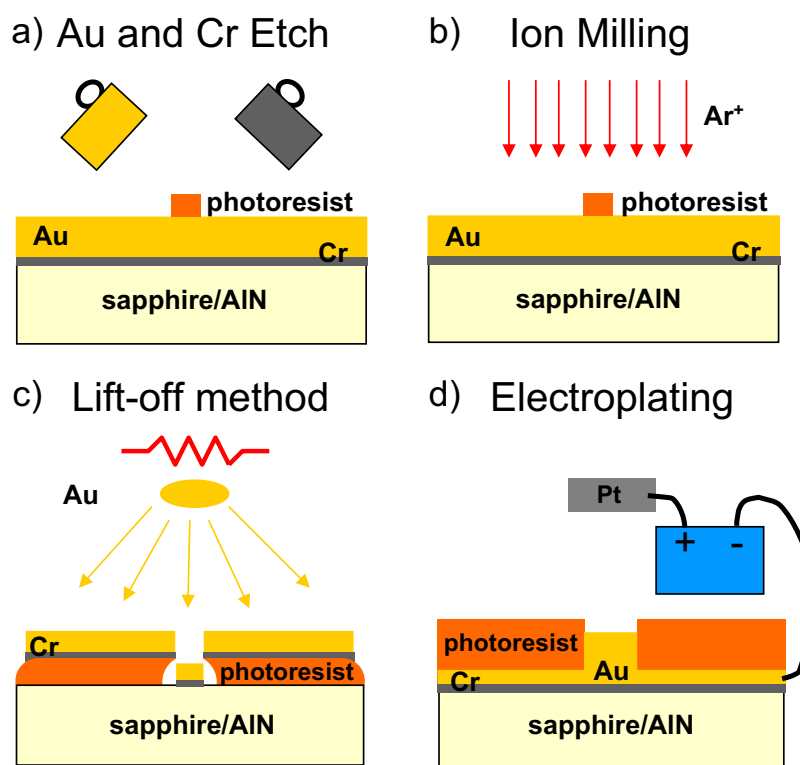 a) Au and Cr Etch
photoresist
Au
Cr
sapphire/AlN
b) Ion Milling
Ar⁺
photoresist
Au
Cr
sapphire/AlN
c) Lift-off method
Au
Cr
photoresist
sapphire/AlN
d) Electroplating
Pt
+ -
photoresist
Au
Cr
sapphire/AlN